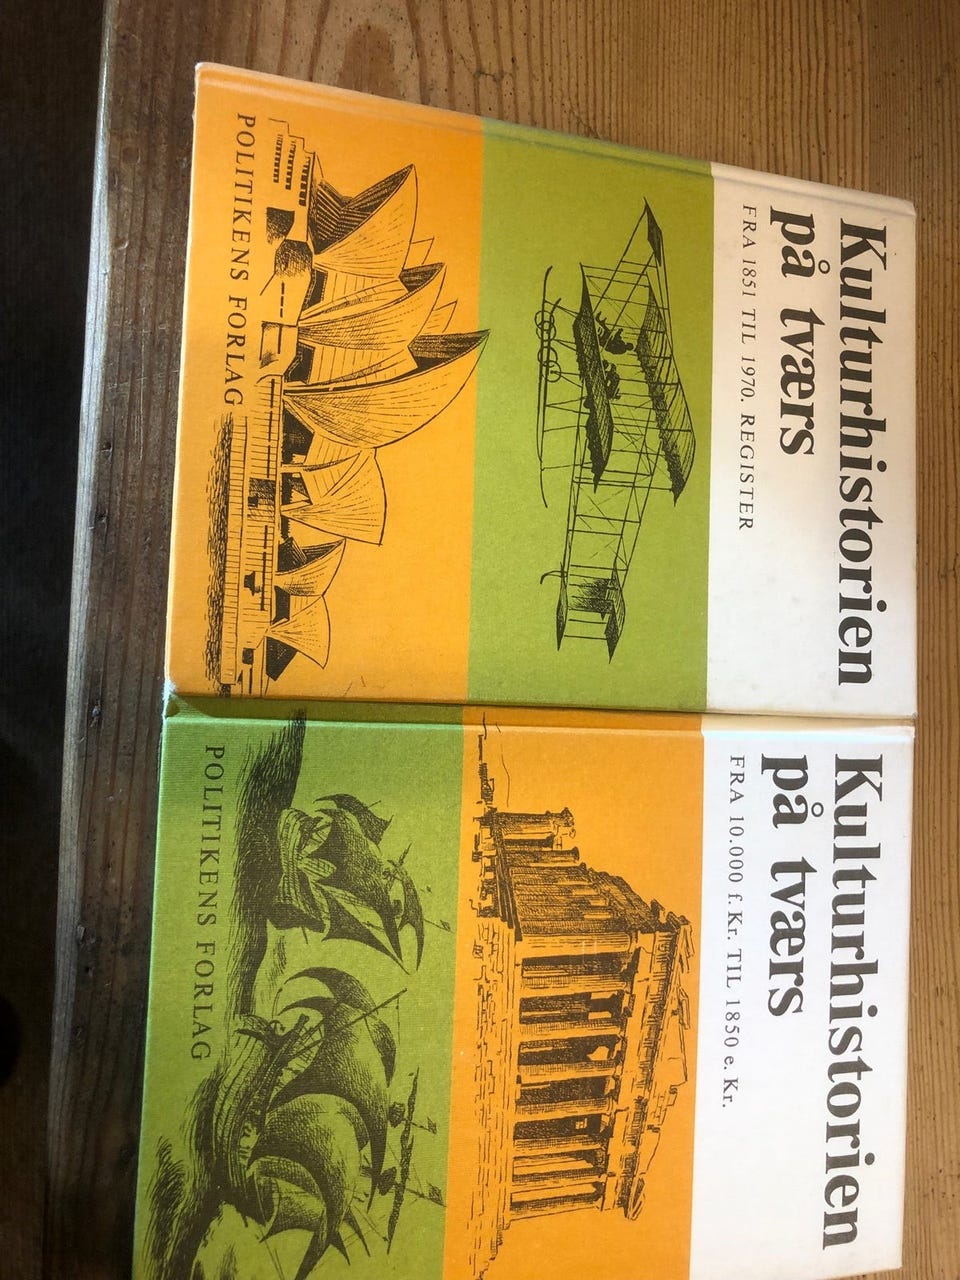 Kulturhistorien
på tværs
FRA 1851 TIL 1970. REGISTER
POLITIKENS FORLAG
Kulturhistorien
på tværs
FRA 10.000 f. Kr. TIL 1850 e. Kr.
POLITIKENS FORLAG